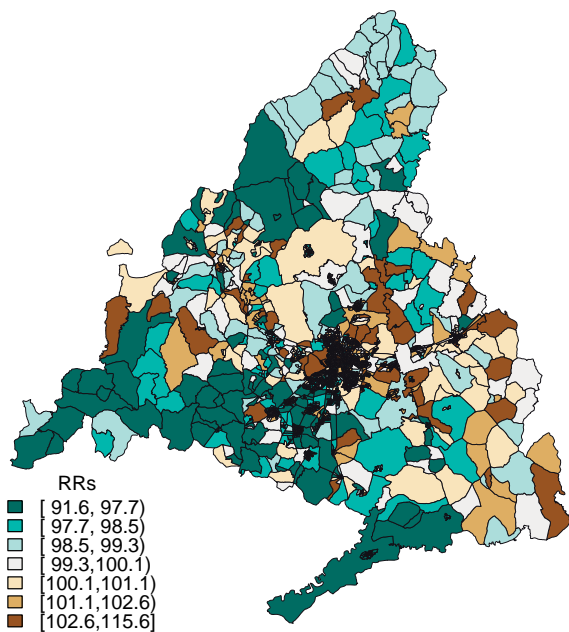 RRs
[ 91.6, 97.7)
[ 97.7, 98.5)
[ 98.5, 99.3)
[ 99.3,100.1)
[100.1,101.1)
[101.1,102.6)
[102.6,115.6]